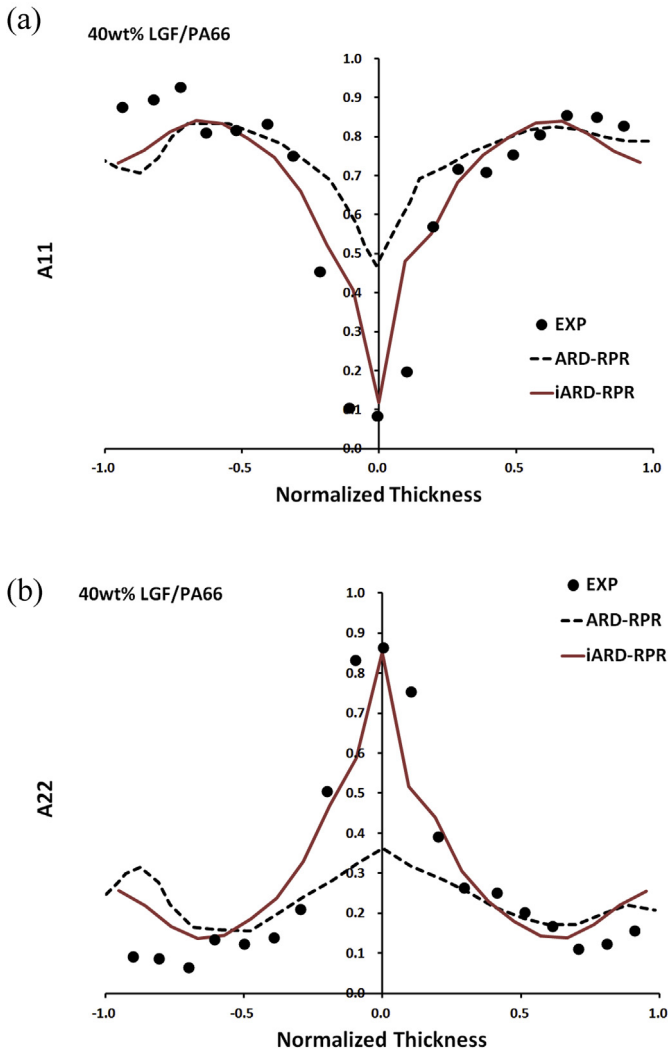 (a)
40wt% LGF/PA66
1.0
0.9
0.8
0.7
0.6
0.5
0.4
0.3
0.2
0.1
0.0
A11
EXP
ARD-RPR
iARD-RPR
-1.0 -0.5 0.0 0.5 1.0
Normalized Thickness
(b)
40wt% LGF/PA66
EXP
ARD-RPR
iARD-RPR
1.0
0.9
0.8
0.7
0.6
0.5
0.4
0.3
0.2
0.1
0.0
A22
-1.0 -0.5 0.0 0.5 1.0
Normalized Thickness